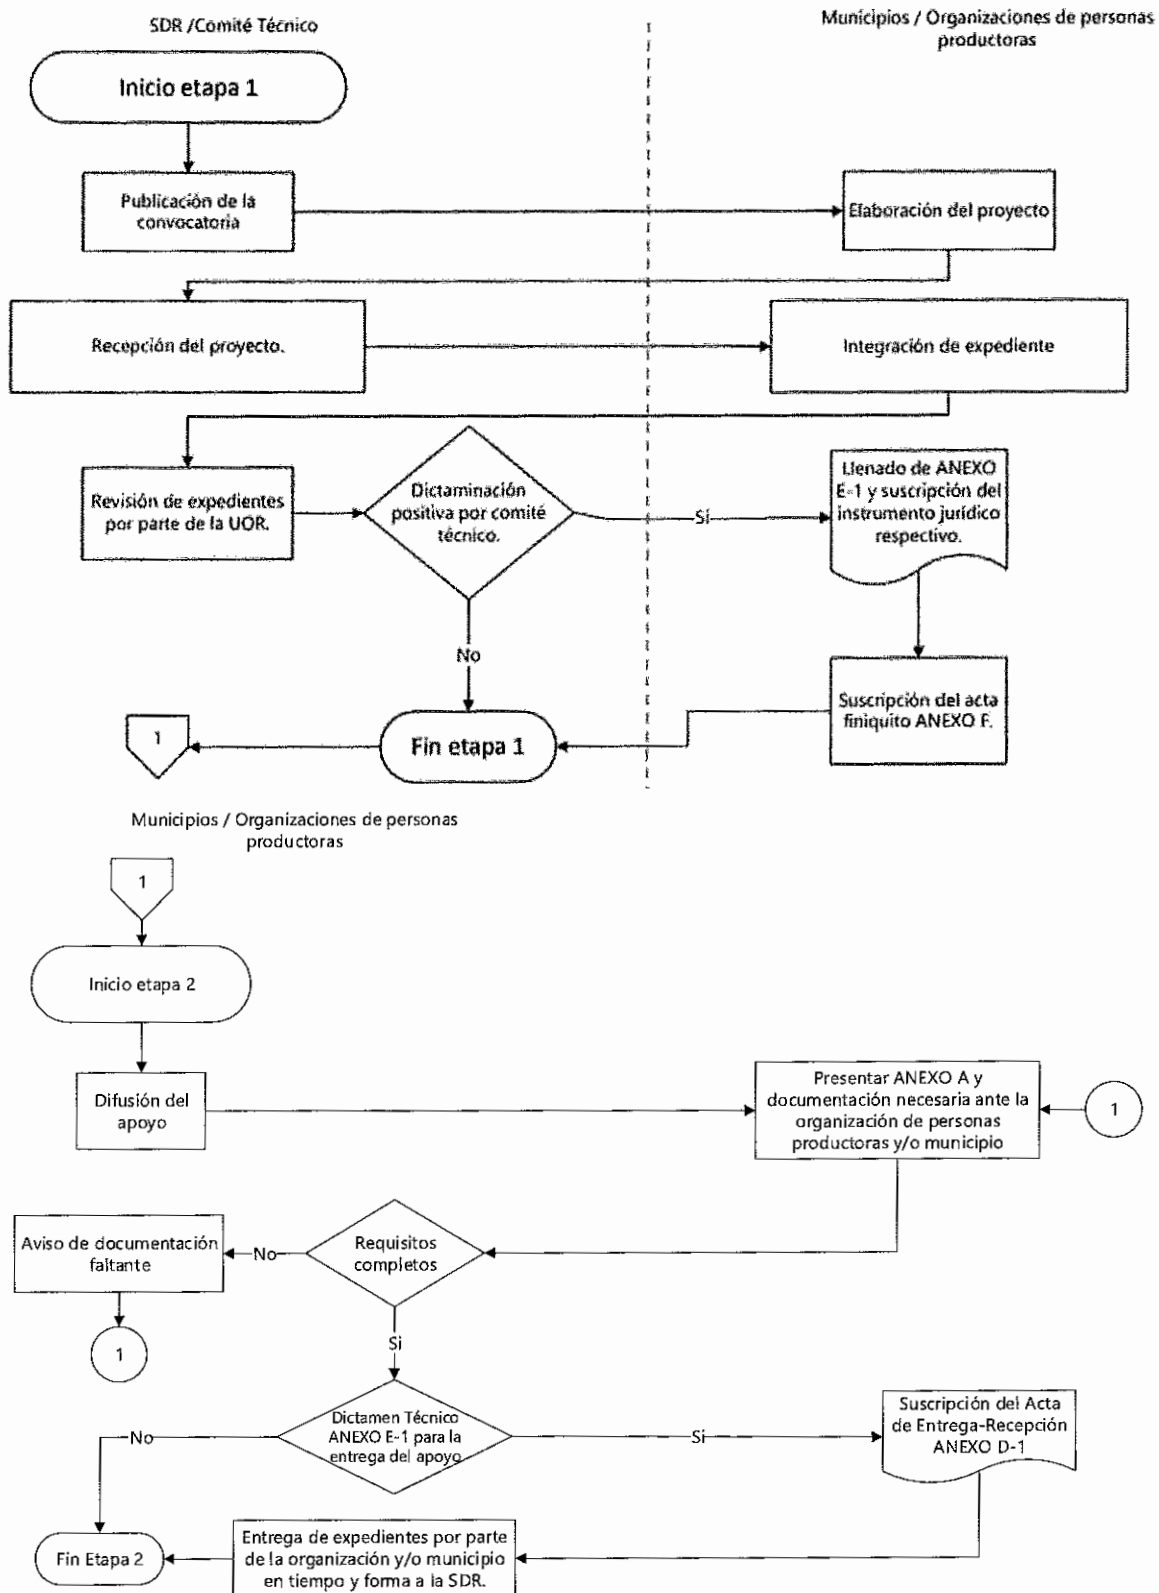 SDR /Comité Técnico
Municipios / Organizaciones de personas
productoras
Inicio etapa 1
Publicación de la
convocatoria
Elaboración del proyecto
Recepción del proyecto.
Integración de expediente
Revisión de expedientes
por parte de la UOR.
Dictaminación
positiva por comité
técnico.
Sí
Llenado de ANEXO
E-1 y suscripción del
instrumento jurídico
respectivo.
No
Suscripción del acta
finiquito ANEXO F.
Fin etapa 1
1
Municipios / Organizaciones de personas
productoras
1
Inicio etapa 2
Difusión del
apoyo
Presentar ANEXO A y
documentación necesaria ante la
organización de personas
productoras y/o municipio
1
Requisitos
completos
No
Aviso de documentación
faltante
1
Si
Dictamen Técnico
ANEXO E-1 para la
entrega del apoyo
No
Si
Suscripción del Acta
de Entrega-Recepción
ANEXO D-1
Entrega de expedientes por parte
de la organización y/o municipio
en tiempo y forma a la SDR.
Fin Etapa 2